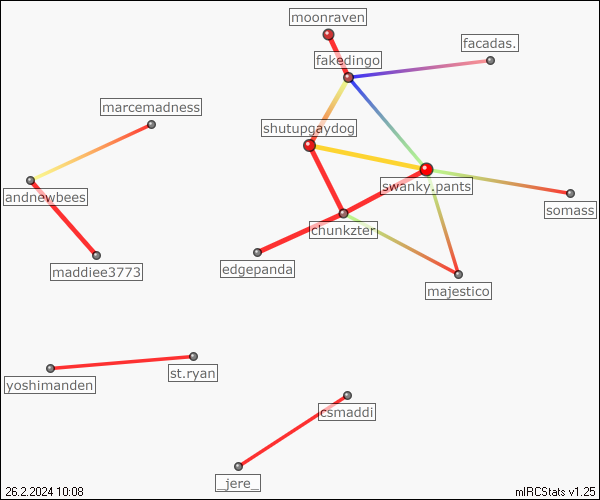 moonraven
facadas.
fakedingo
marcemadness
shutupgaydog
swanky.pants
andnewbees
somass
chunkzter
edgepanda
maddiee3773
majestico
st.ryan
yoshimanden
csmaddi
_jere_
26.2.2024 10:08
mIRCStats v1.25